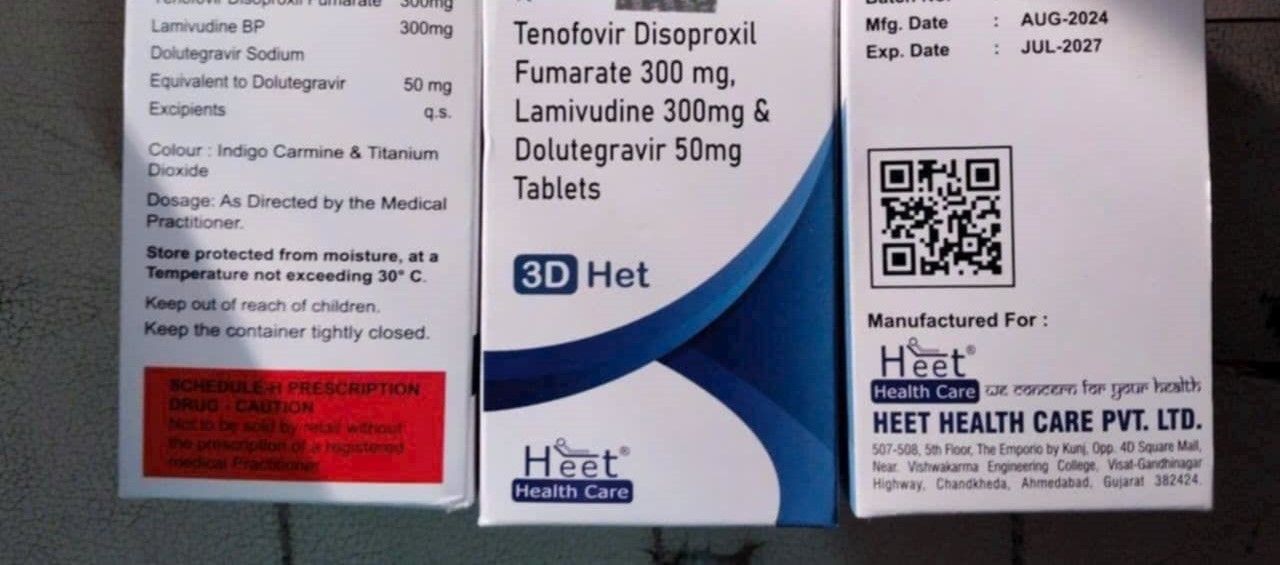 Tenofovir Disoproxil Fumarate 300mg
Lamivudine BP 300mg
Dolutegravir Sodium
Equivalent to Dolutegravir 50 mg
Excipients q.s.
Colour : Indigo Carmine & Titanium
Dioxide
Dosage: As Directed by the Medical
Practitioner.
Store protected from moisture, at a
Temperature not exceeding 30° C.
Keep out of reach of children.
Keep the container tightly closed.
SCHEDULE-H PRESCRIPTION
DRUG - CAUTION
Not to be sold by retail without
the prescription of a registered
medical Practitioner
Tenofovir Disoproxil
Fumarate 300 mg,
Lamivudine 300mg &
Dolutegravir 50mg
Tablets
3D Het
Heet®
Health Care
Mfg. Date : AUG-2024
Exp. Date : JUL-2027
Manufactured For :
Heet®
Health Care we concern for your health
HEET HEALTH CARE PVT. LTD.
507-508, 5th Floor, The Emporio by Kunj, Opp. 4D Square Mall,
Near. Vishwakarma Engineering College, Visat-Gandhinagar
Highway, Chandkheda, Ahmedabad, Gujarat 382424.